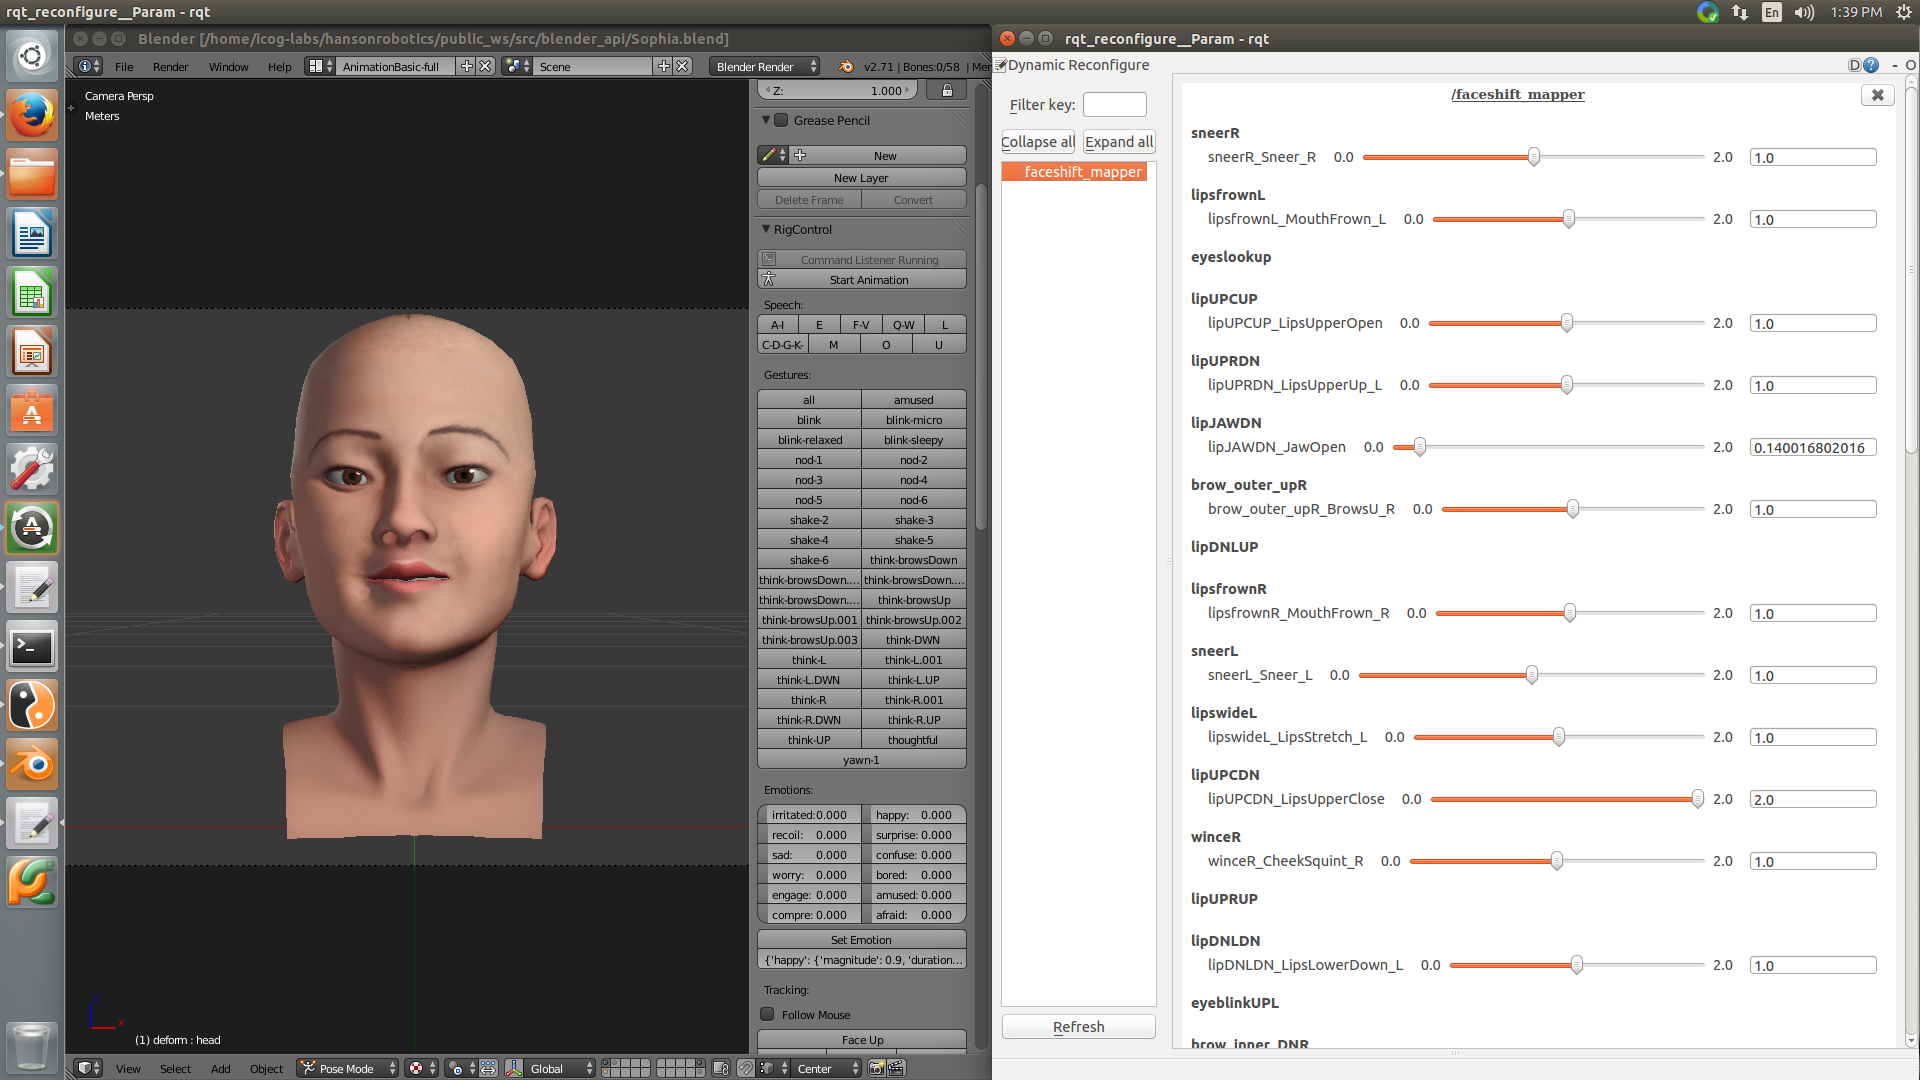 rqt_reconfigure__Param - rqt
En
1:39 PM
Blender [/home/icog-labs/hansonrobotics/public_ws/src/blender_api/Sophia.blend]
File Render Window Help
AnimationBasic-full
Scene
Blender Render
v2.71 | Bones:0/58 |
Camera Persp
Meters
Z: 1.000
Grease Pencil
New
New Layer
Delete Frame Convert
RigControl
Command Listener Running
Start Animation
Speech:
A-I E F-V Q-W L
C-D-G-K- M O U
Gestures:
all amused
blink blink-micro
blink-relaxed blink-sleepy
nod-1 nod-2
nod-3 nod-4
nod-5 nod-6
shake-2 shake-3
shake-4 shake-5
shake-6 think-browsDown
think-browsDown.... think-browsDown....
think-browsDown.... think-browsUp
think-browsUp.001 think-browsUp.002
think-browsUp.003 think-DWN
think-L think-L.001
think-L.DWN think-L.UP
think-R think-R.001
think-R.DWN think-R.UP
think-UP thoughtful
yawn-1
Emotions:
irritated:0.000 happy: 0.000
recoil: 0.000 surprise: 0.000
sad: 0.000 confuse: 0.000
worry: 0.000 bored: 0.000
engage: 0.000 amused: 0.000
compre: 0.000 afraid: 0.000
Set Emotion
{'happy': {'magnitude': 0.9, 'duration...
Tracking:
Follow Mouse
Face Up
(1) deform : head
View Select Add Object
Pose Mode
Global
Center
rqt_reconfigure__Param - rqt
Dynamic Reconfigure
D ? - O
Filter key:
Collapse all Expand all
faceshift_mapper
Refresh
/faceshift_mapper
sneerR
sneerR_Sneer_R 0.0 2.0 1.0
lipsfrownL
lipsfrownL_MouthFrown_L 0.0 2.0 1.0
eyeslookup
lipUPCUP
lipUPCUP_LipsUpperOpen 0.0 2.0 1.0
lipUPRDN
lipUPRDN_LipsUpperUp_L 0.0 2.0 1.0
lipJAWDN
lipJAWDN_JawOpen 0.0 2.0 0.140016802016
brow_outer_upR
brow_outer_upR_BrowsU_R 0.0 2.0 1.0
lipDNLUP
lipsfrownR
lipsfrownR_MouthFrown_R 0.0 2.0 1.0
sneerL
sneerL_Sneer_L 0.0 2.0 1.0
lipswideL
lipswideL_LipsStretch_L 0.0 2.0 1.0
lipUPCDN
lipUPCDN_LipsUpperClose 0.0 2.0 2.0
winceR
winceR_CheekSquint_R 0.0 2.0 1.0
lipUPRUP
lipDNLDN
lipDNLDN_LipsLowerDown_L 0.0 2.0 1.0
eyeblinkUPL
brow_inner_DNR